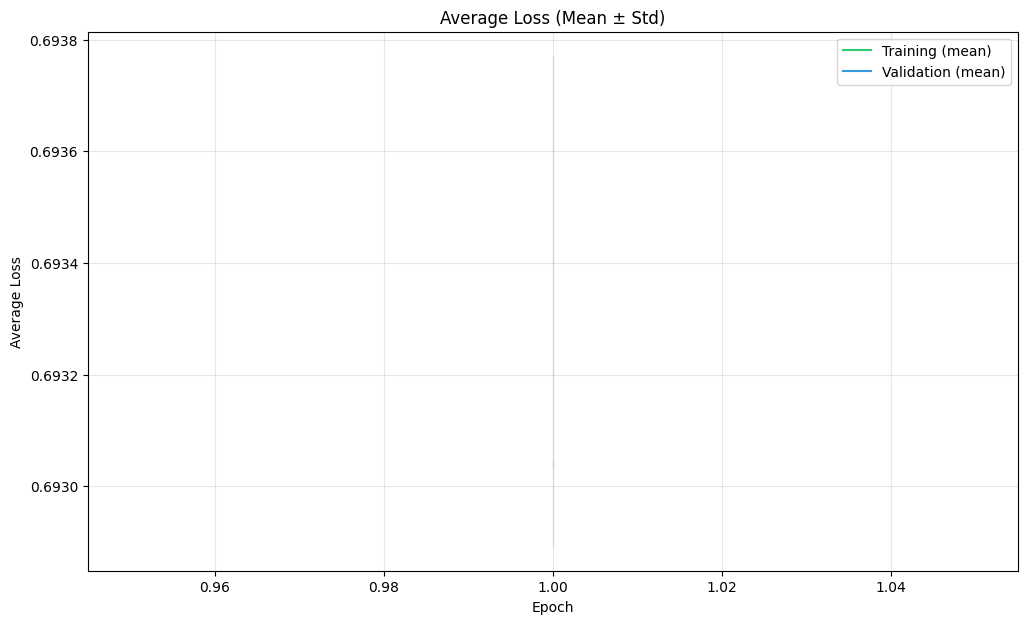 Average Loss (Mean ± Std)
Training (mean)
Validation (mean)
0.6938
0.6936
0.6934
0.6932
0.6930
Average Loss
0.96
0.98
1.00
1.02
1.04
Epoch